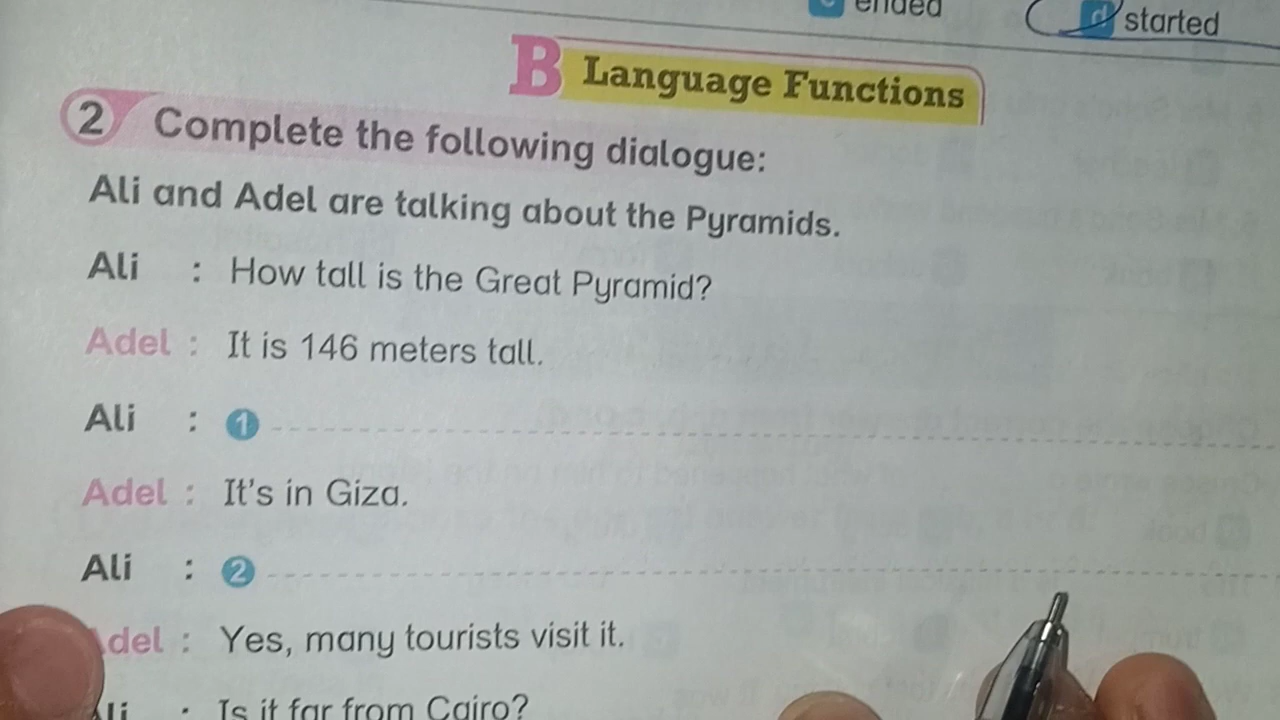 ended
d started
B Language Functions
2 Complete the following dialogue:
Ali and Adel are talking about the Pyramids.
Ali : How tall is the Great Pyramid?
Adel : It is 146 meters tall.
Ali : 1
Adel : It's in Giza.
Ali : 2
Adel : Yes, many tourists visit it.
Ali : Is it far from Cairo?